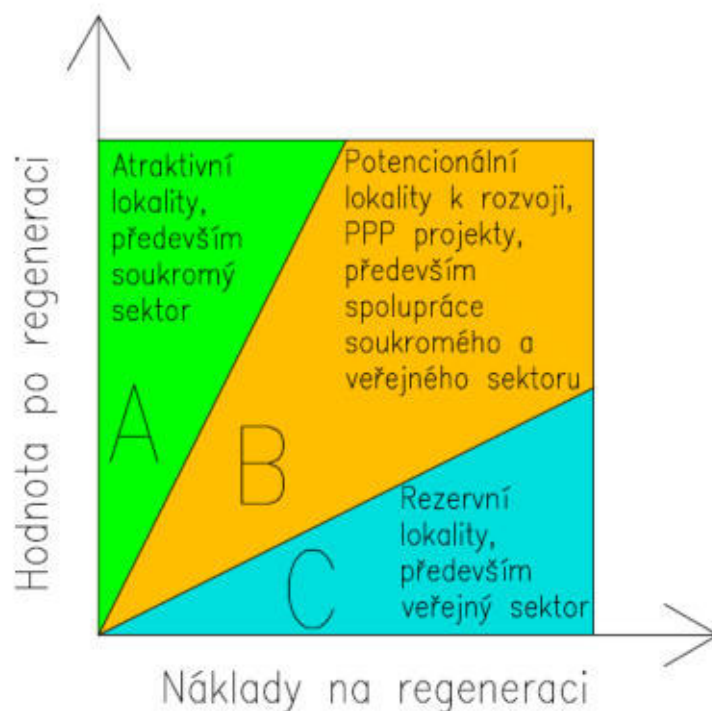 Hodnota po regeneraci
Atraktivní
lokality,
především
soukromý
sektor
A
Potencionální
lokality k rozvoji,
PPP projekty,
především
spolupráce
soukromého a
veřejného sektoru
B
Rezervní
lokality,
především
veřejný sektor
C
Náklady na regeneraci